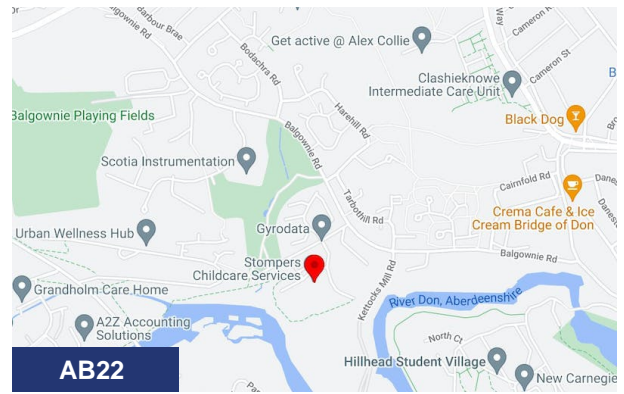 Balgownie Rd
Get active @ Alex Collie
Way
Cameron R
Bodachra Rd
Clashieknowe
Intermediate Care Unit
Cameron St
Balgownie Playing Fields
Harehill Rd
Black Dog
Balgownie Rd
Scotia Instrumentation
Cairnfold Rd
Tarbothill Rd
Crema Cafe & Ice
Cream Bridge of Don
Gyrodata
Urban Wellness Hub
Balgownie Rd
Stompers
Childcare Services
Kettocks Mill Rd
Grandholm Care Home
River Don, Aberdeenshire
A2Z Accounting
Solutions
North Ct
Hillhead Student Village
New Carnegie
AB22